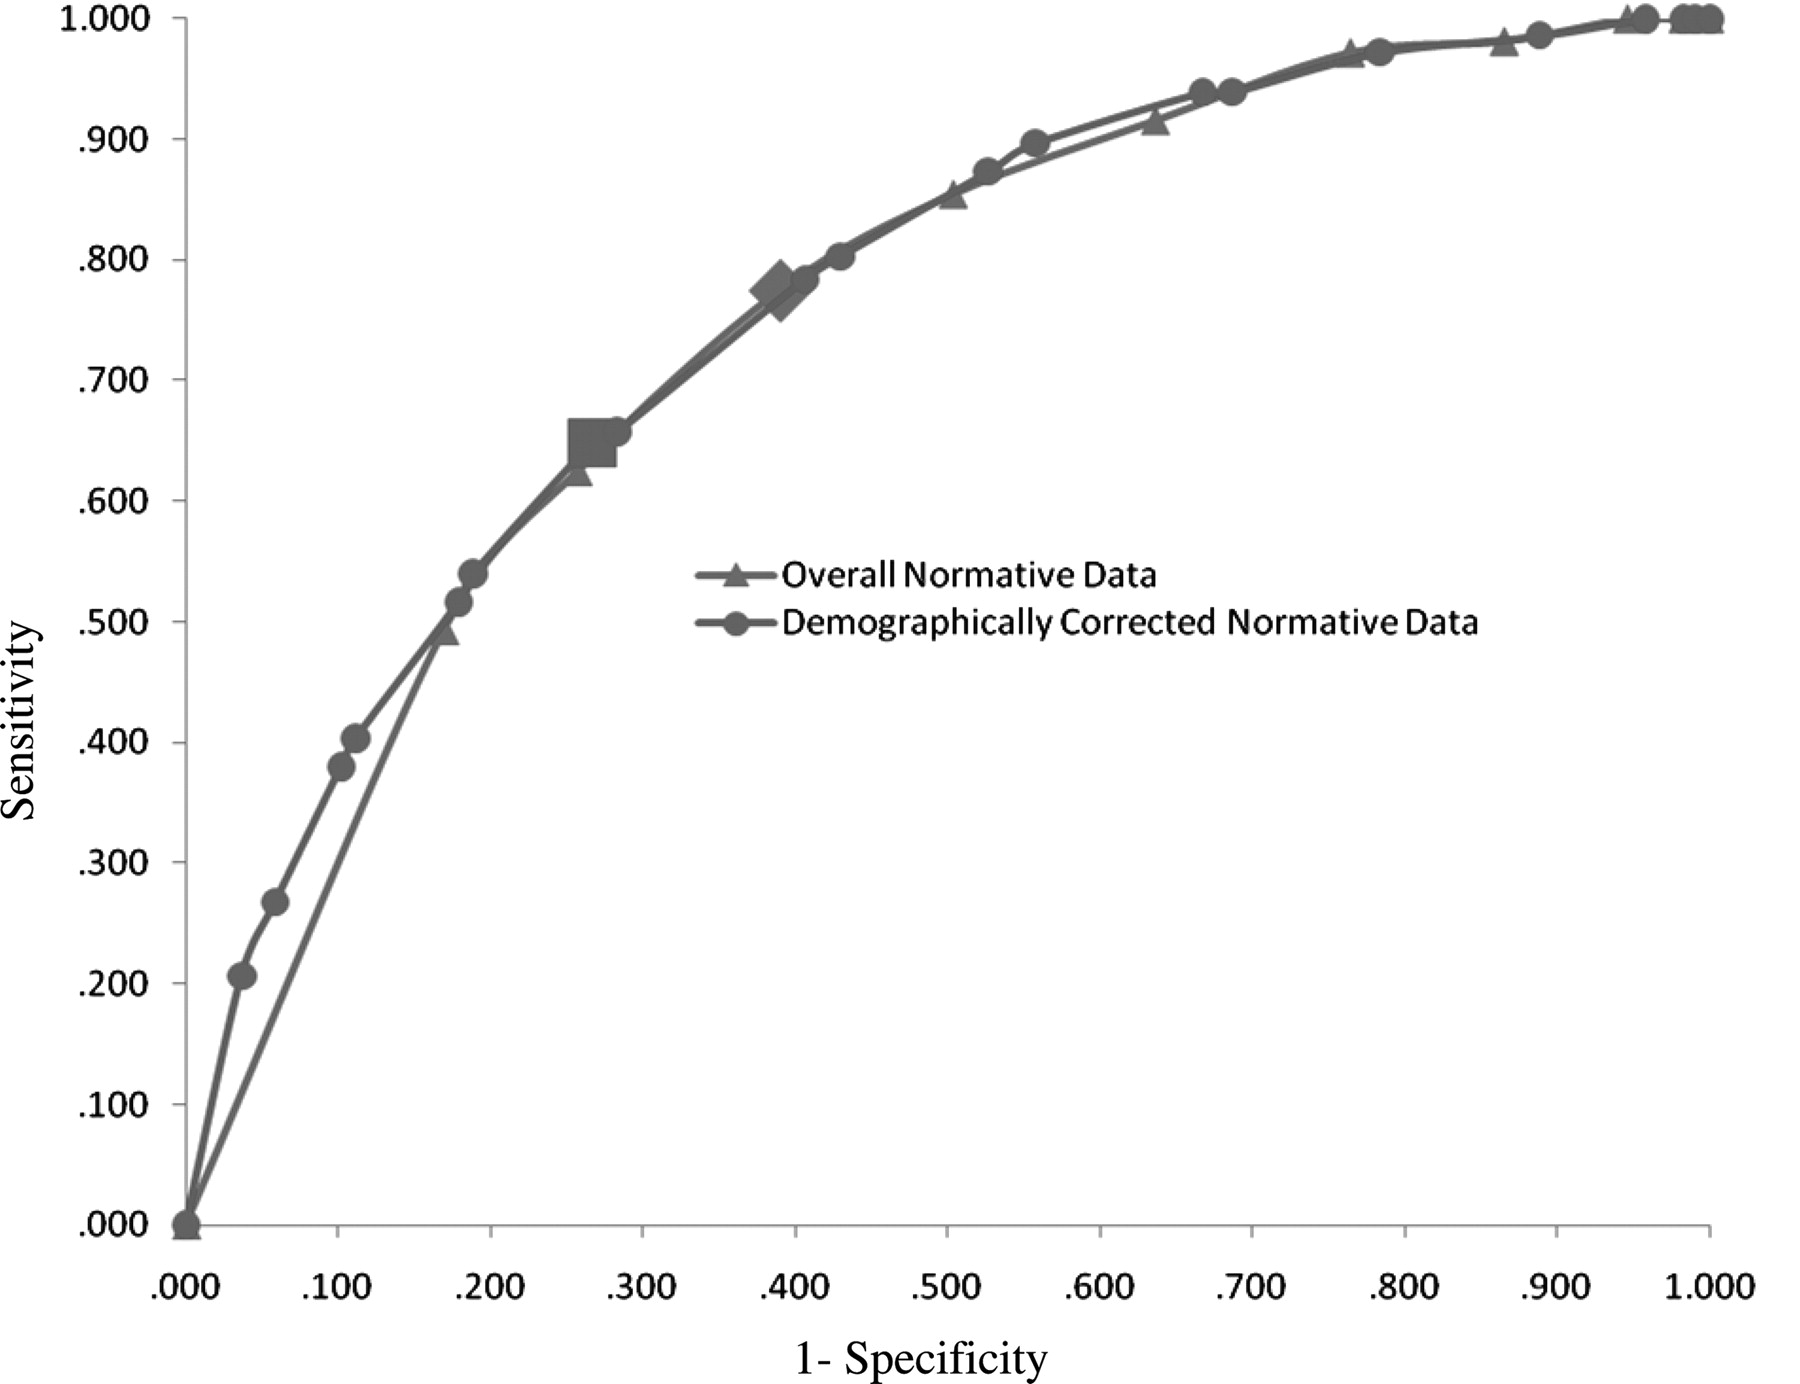 1.000
.900
.800
.700
.600
.500
.400
.300
.200
.100
.000
Sensitivity
Overall Normative Data
Demographically Corrected Normative Data
.000 .100 .200 .300 .400 .500 .600 .700 .800 .900 1.000
1- Specificity